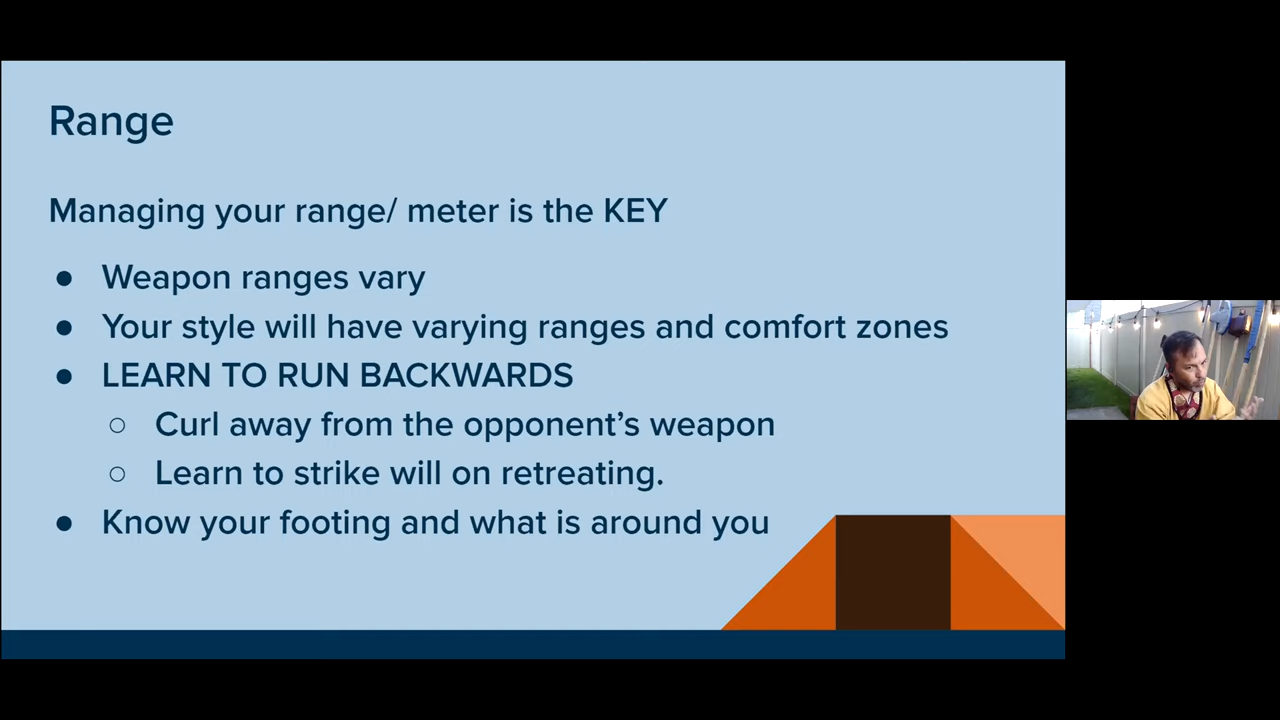 Range
Managing your range/ meter is the KEY
● Weapon ranges vary
● Your style will have varying ranges and comfort zones
● LEARN TO RUN BACKWARDS
○ Curl away from the opponent’s weapon
○ Learn to strike will on retreating.
● Know your footing and what is around you